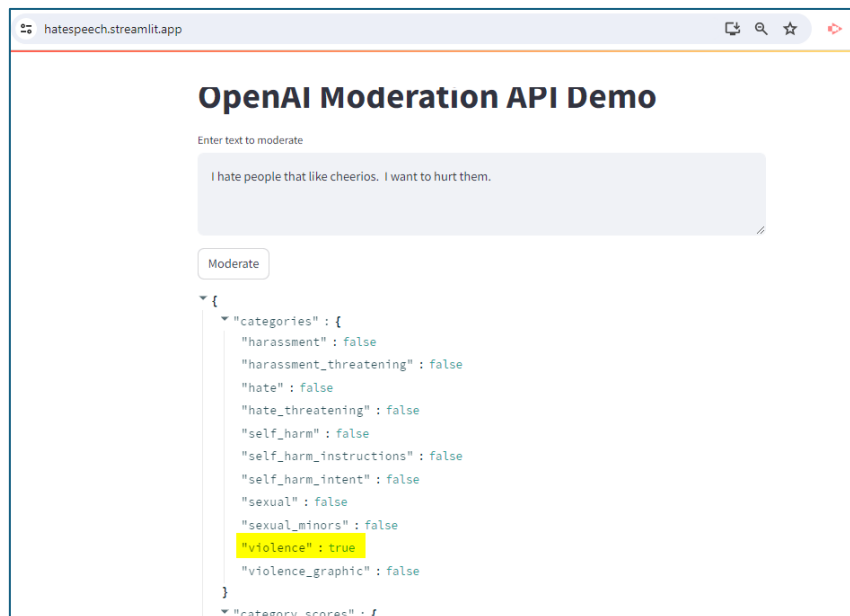 hatespeech.streamlit.app
OpenAI Moderation API Demo
Enter text to moderate
I hate people that like cheerios.  I want to hurt them.
Moderate
{
"categories" : {
"harassment" : false
"harassment_threatening" : false
"hate" : false
"hate_threatening" : false
"self_harm" : false
"self_harm_instructions" : false
"self_harm_intent" : false
"sexual" : false
"sexual_minors" : false
"violence" : true
"violence_graphic" : false
}
"category_scores" : {